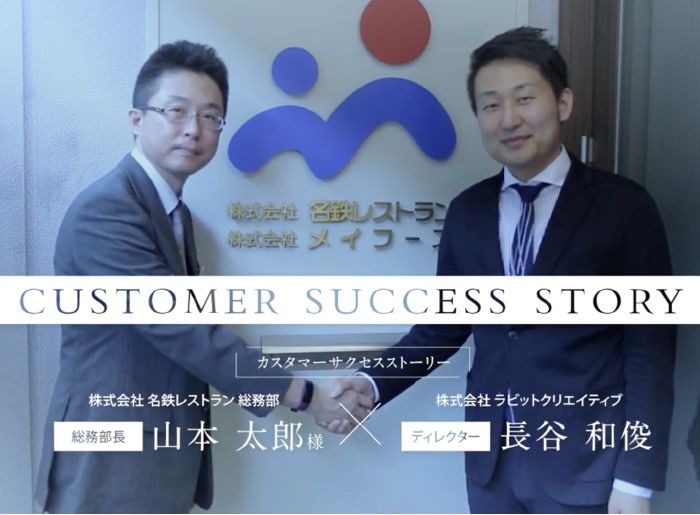 株式会社 名鉄レストラン
株式会社 メイフーズ
CUSTOMER SUCCESS STORY
カスタマーサクセスストーリー
株式会社 名鉄レストラン 総務部
総務部長 山本 太郎 様
×
株式会社 ラビットクリエイティブ
ディレクター 長谷 和俊